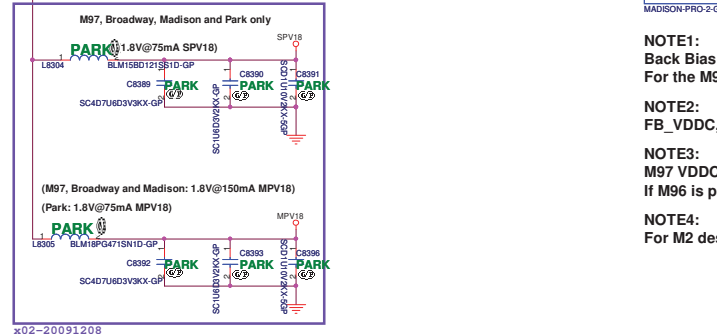 M97, Broadway, Madison and Park only
SPV18
PARK
(1.8V@75mA SPV18)
1
L8304
BLM15BD121SS1D-GP
C8389
PARK
SC4D7U6D3V3KX-GP
C8390
PARK
SC1U6D3V2KX-GP
C8391
PARK
SCD1U10V2KX-5GP
(M97, Broadway and Madison: 1.8V@150mA MPV18)
(Park: 1.8V@75mA MPV18)
MPV18
PARK
1
L8305
BLM18PG471SN1D-GP
C8392
PARK
SC4D7U6D3V3KX-GP
C8393
PARK
SC1U6D3V2KX-GP
C8396
PARK
SCD1U10V2KX-5GP
x02-20091208
MADISON-PRO-2-G
NOTE1:
Back Bias
For the M9
NOTE2:
FB_VDDC,
NOTE3:
M97 VDDC
If M96 is p
NOTE4:
For M2 des